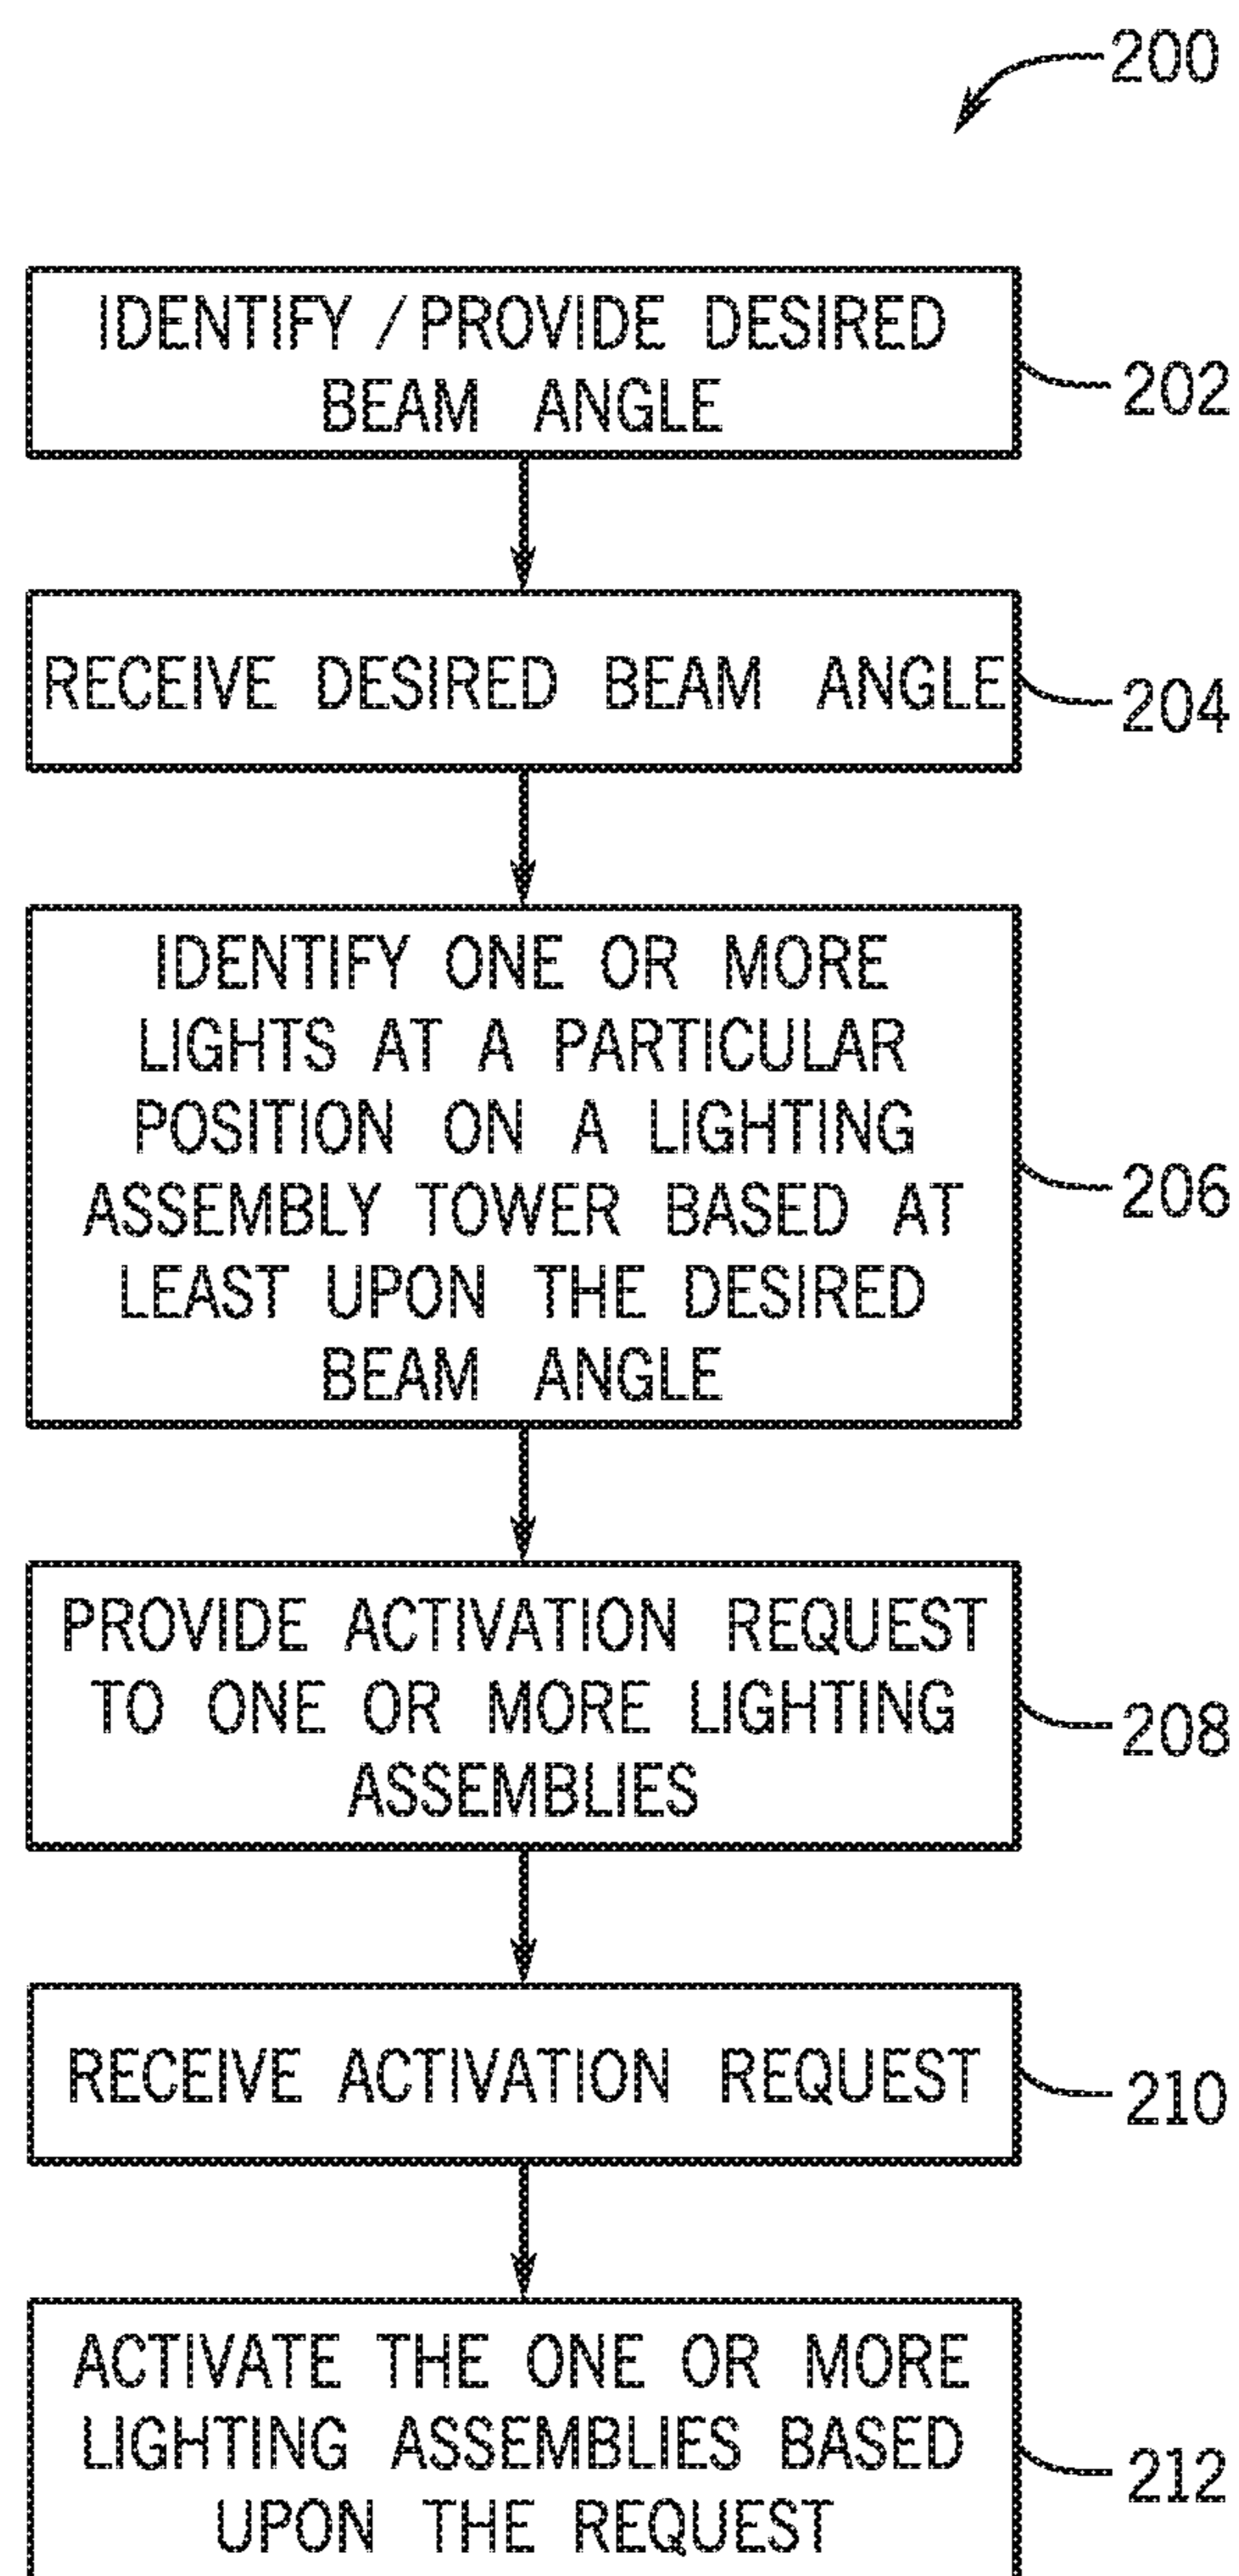 200
IDENTIFY / PROVIDE DESIRED
BEAM ANGLE
202
RECEIVE DESIRED BEAM ANGLE
204
IDENTIFY ONE OR MORE
LIGHTS AT A PARTICULAR
POSITION ON A LIGHTING
ASSEMBLY TOWER BASED AT
LEAST UPON THE DESIRED
BEAM ANGLE
206
PROVIDE ACTIVATION REQUEST
TO ONE OR MORE LIGHTING
ASSEMBLIES
208
RECEIVE ACTIVATION REQUEST
210
ACTIVATE THE ONE OR MORE
LIGHTING ASSEMBLIES BASED
UPON THE REQUEST
212